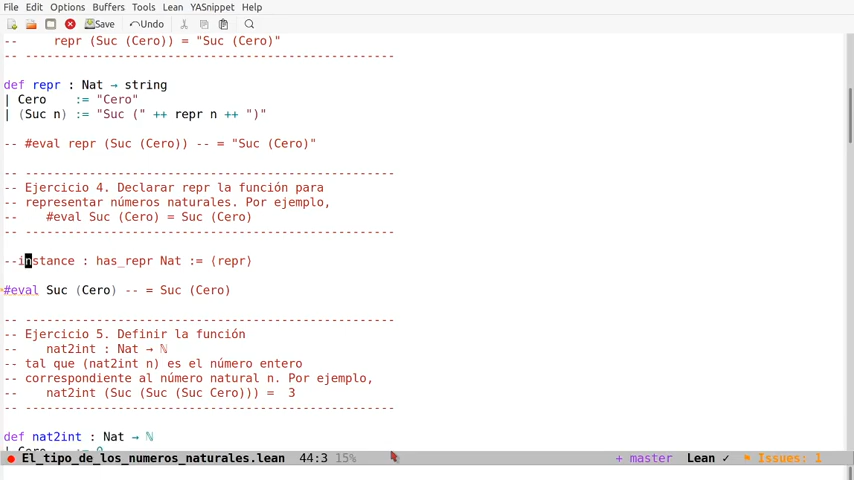 File Edit Options Buffers Tools Lean YASnippet Help
Save Undo
--     repr (Suc (Cero)) = "Suc (Cero)"
-- ---------------------------------------------------
def repr : Nat → string
| Cero    := "Cero"
| (Suc n) := "Suc (" ++ repr n ++ ")"
-- #eval repr (Suc (Cero)) -- = "Suc (Cero)"
-- ---------------------------------------------------
-- Ejercicio 4. Declarar repr la función para
-- representar números naturales. Por ejemplo,
--    #eval Suc (Cero) = Suc (Cero)
-- ---------------------------------------------------
--instance : has_repr Nat := ⟨repr⟩
#eval Suc (Cero) -- = Suc (Cero)
-- ---------------------------------------------------
-- Ejercicio 5. Definir la función
--    nat2int : Nat → ℕ
-- tal que (nat2int n) es el número entero
-- correspondiente al número natural n. Por ejemplo,
--    nat2int (Suc (Suc (Suc Cero))) =  3
-- ---------------------------------------------------
def nat2int : Nat → ℕ
| Cero    := 0
El_tipo_de_los_numeros_naturales.lean 44:3 15% + master Lean ✓ Issues: 1